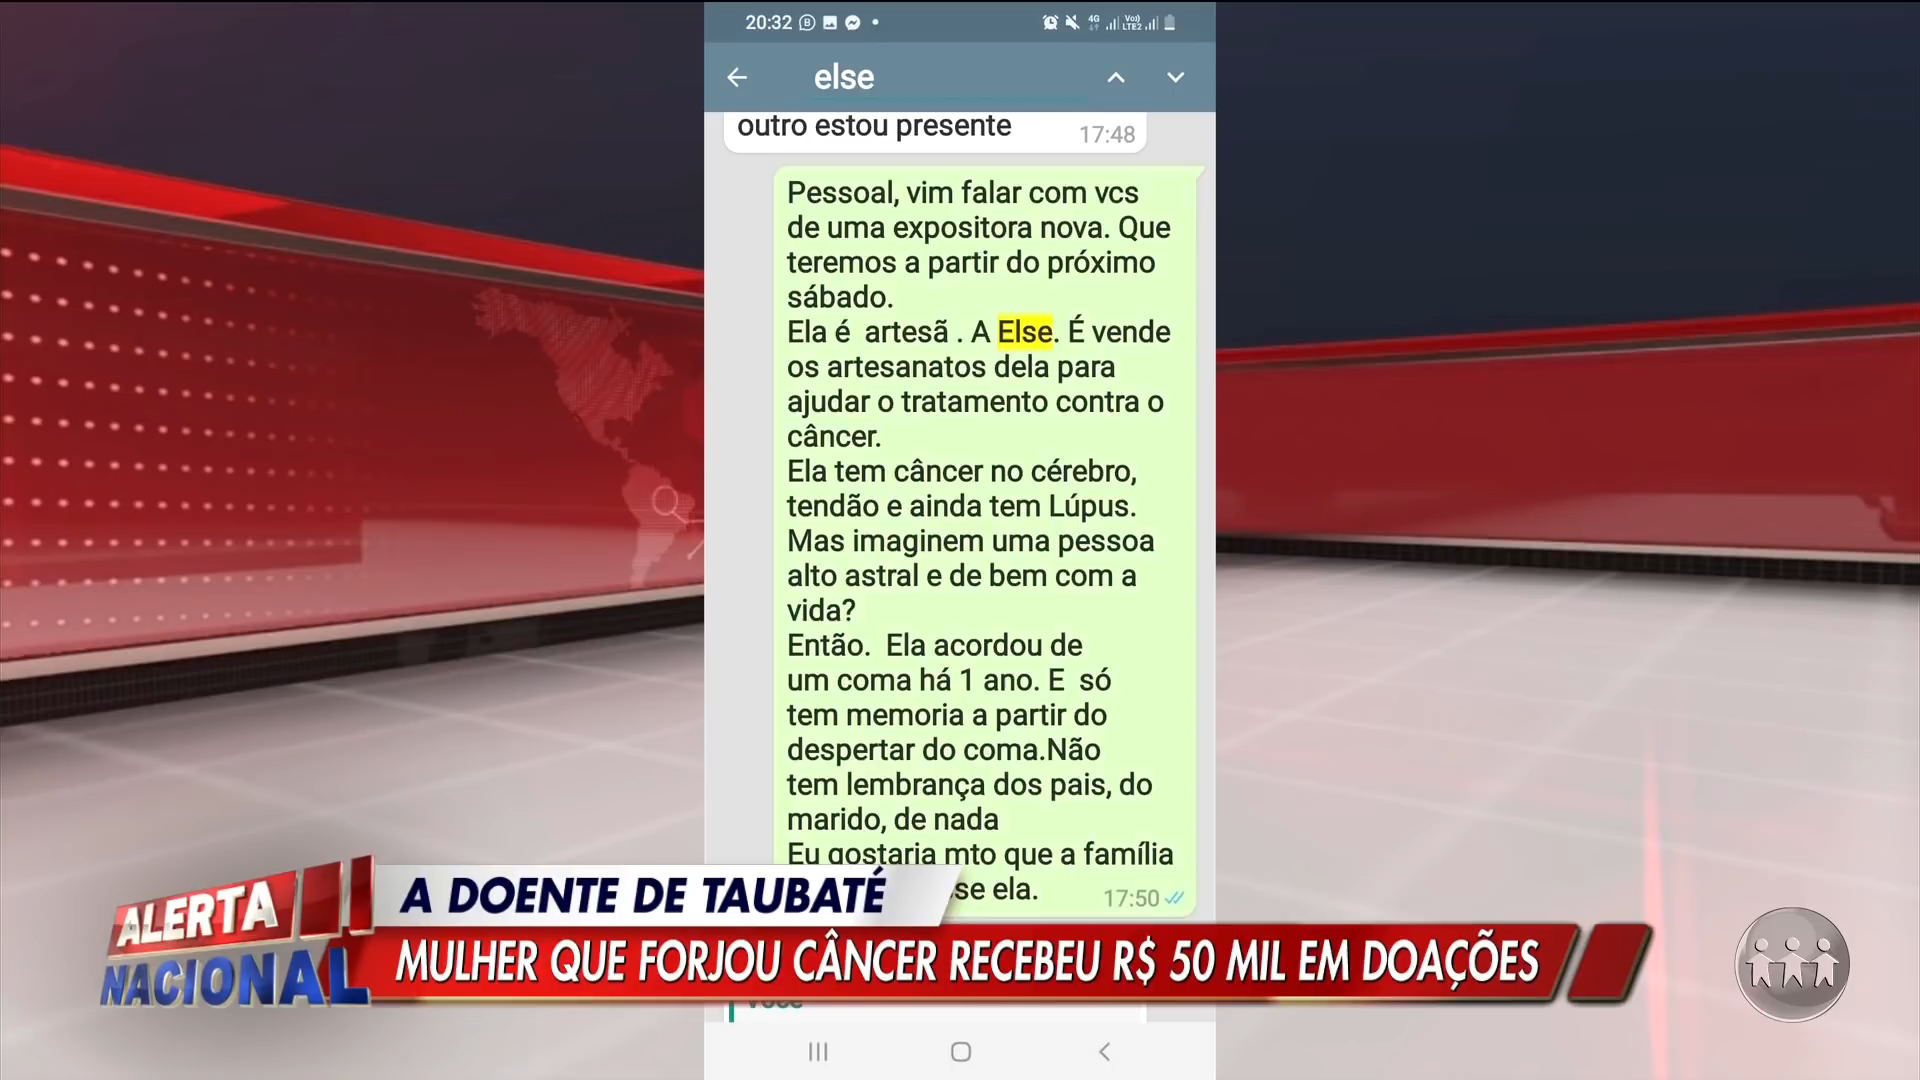 20:32
4G
Vo))
LTE2
else
outro estou presente
17:48
Pessoal, vim falar com vcs
de uma expositora nova. Que
teremos a partir do próximo
sábado.
Ela é  artesã . A Else. É vende
os artesanatos dela para
ajudar o tratamento contra o
câncer.
Ela tem câncer no cérebro,
tendão e ainda tem Lúpus.
Mas imaginem uma pessoa
alto astral e de bem com a
vida?
Então.  Ela acordou de
um coma há 1 ano. E  só
tem memoria a partir do
despertar do coma.Não
tem lembrança dos pais, do
marido, de nada
Eu gostaria mto que a família
se ela.
17:50
A DOENTE DE TAUBATÉ
ALERTA
NACIONAL
MULHER QUE FORJOU CÂNCER RECEBEU R$ 50 MIL EM DOAÇÕES